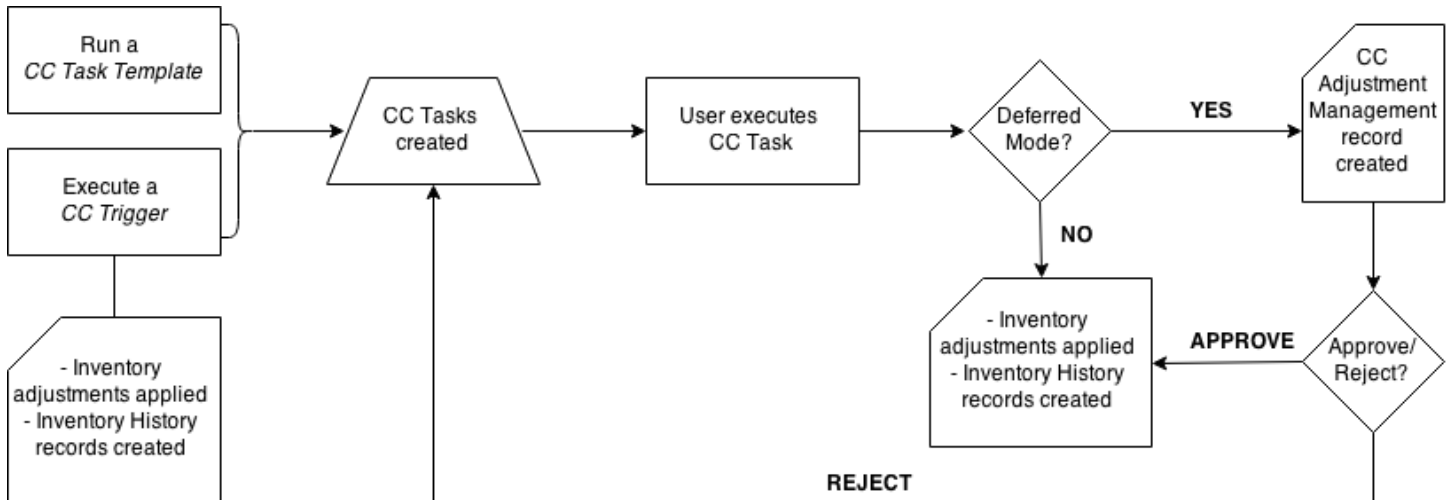 Run a
CC Task Template
Execute a
CC Trigger
- Inventory
adjustments applied
- Inventory History
records created
CC Tasks
created
User executes
CC Task
Deferred
Mode?
YES
NO
CC
Adjustment
Management
record
created
- Inventory
adjustments applied
- Inventory History
records created
APPROVE
Approve/
Reject?
REJECT